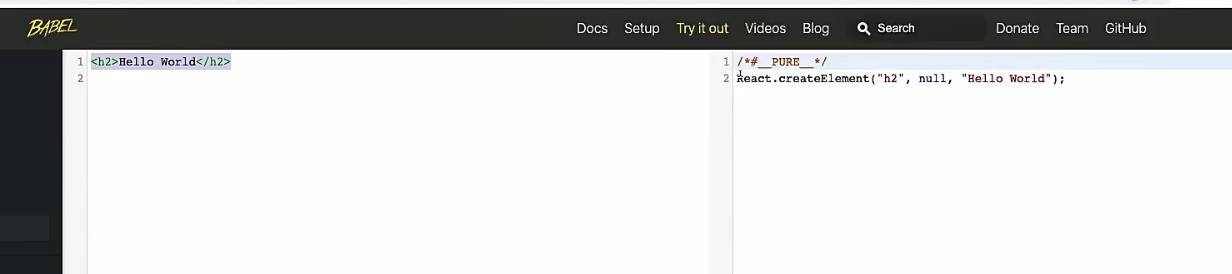 BABEL
Docs Setup Try it out Videos Blog Search Donate Team GitHub
1 <h2>Hello World</h2>
2
1 /*#__PURE__*/
2 React.createElement("h2", null, "Hello World");